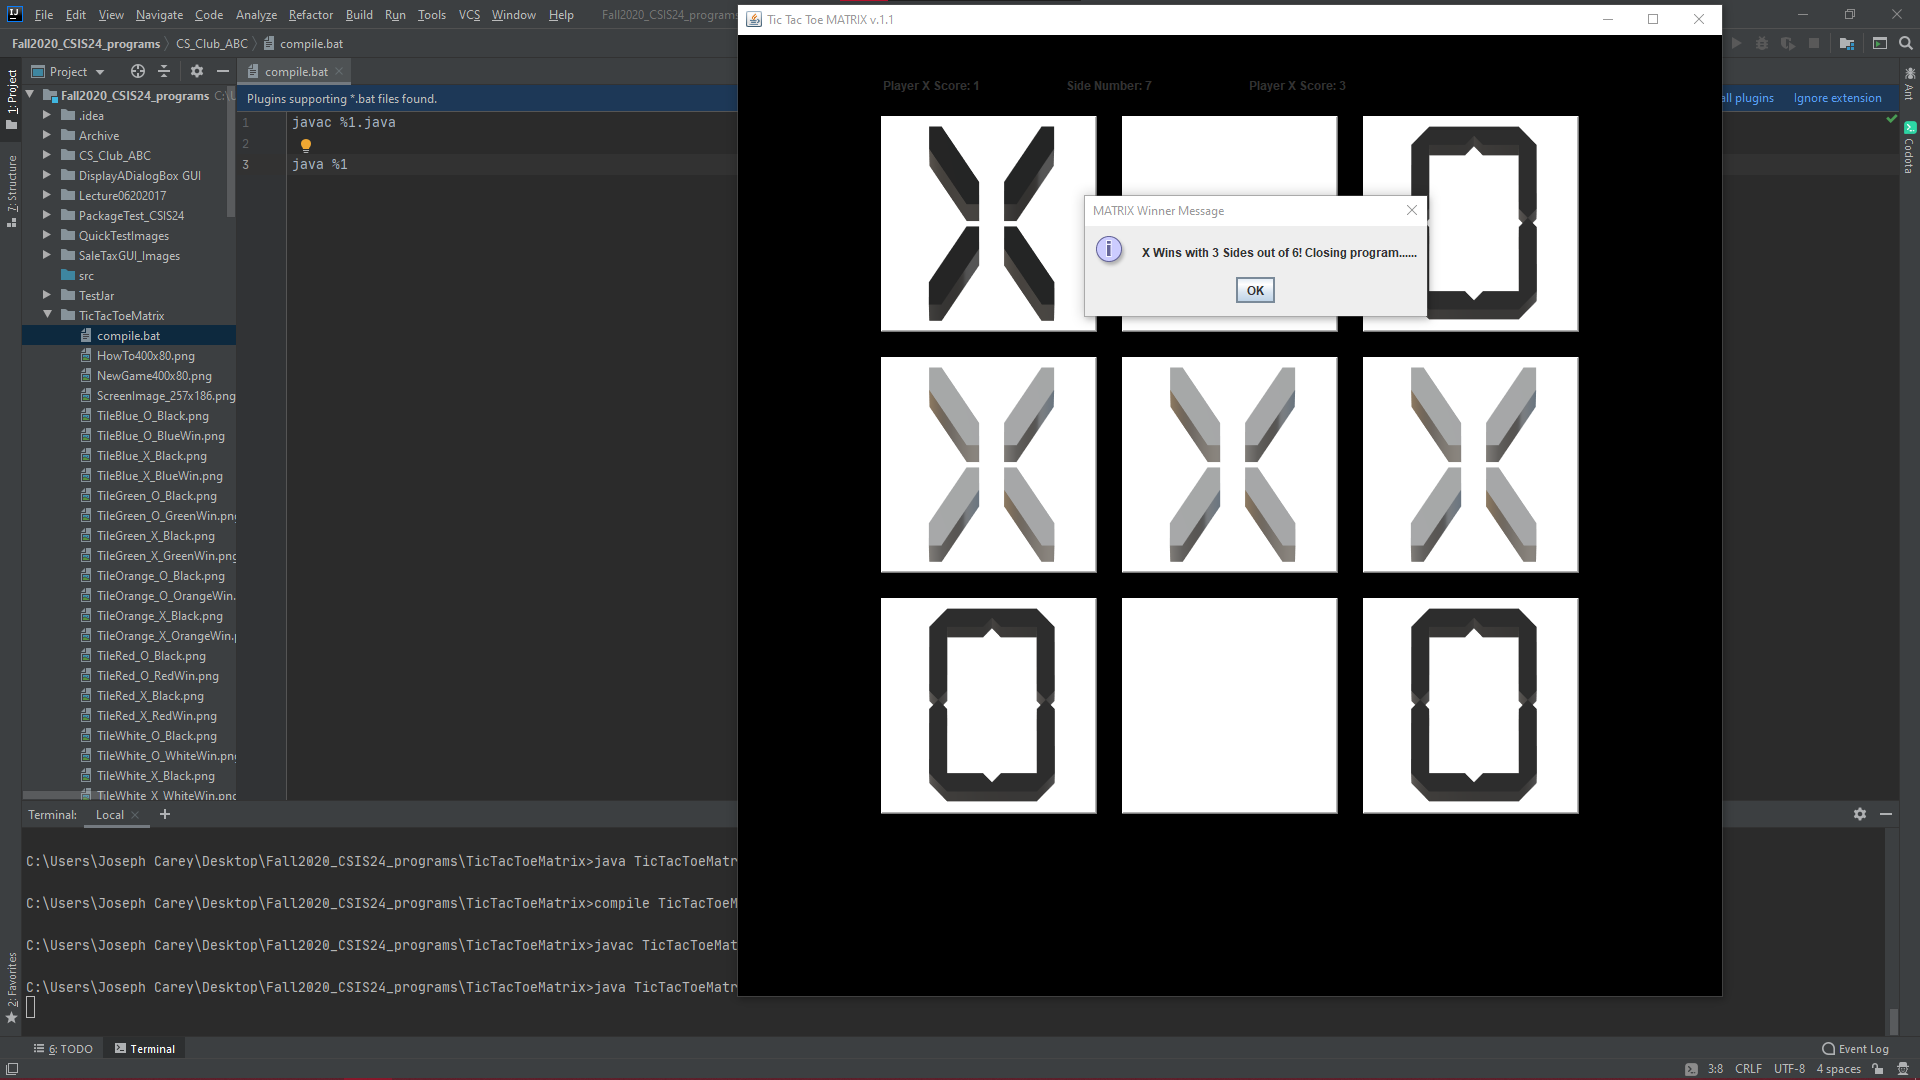 File Edit View Navigate Code Analyze Refactor Build Run Tools VCS Window Help Fall2020_CSIS24_programs
Tic Tac Toe MATRIX v.1.1
Fall2020_CSIS24_programs CS_Club_ABC compile.bat
Project
compile.bat
Plugins supporting *.bat files found.
all plugins Ignore extension
1: Project
7: Structure
2: Favorites
Ant
Codota
Fall2020_CSIS24_programs
.idea
Archive
CS_Club_ABC
DisplayADialogBox GUI
Lecture06202017
PackageTest_CSIS24
QuickTestImages
SaleTaxGUI_Images
src
TestJar
TicTacToeMatrix
compile.bat
HowTo400x80.png
NewGame400x80.png
ScreenImage_257x186.png
TileBlue_O_Black.png
TileBlue_O_BlueWin.png
TileBlue_X_Black.png
TileBlue_X_BlueWin.png
TileGreen_O_Black.png
TileGreen_O_GreenWin.png
TileGreen_X_Black.png
TileGreen_X_GreenWin.png
TileOrange_O_Black.png
TileOrange_O_OrangeWin.
TileOrange_X_Black.png
TileOrange_X_OrangeWin.p
TileRed_O_Black.png
TileRed_O_RedWin.png
TileRed_X_Black.png
TileRed_X_RedWin.png
TileWhite_O_Black.png
TileWhite_O_WhiteWin.png
TileWhite_X_Black.png
TileWhite_X_WhiteWin.png
1 javac %1.java
2
3 java %1
Player X Score: 1 Side Number: 7 Player X Score: 3
MATRIX Winner Message
X Wins with 3 Sides out of 6! Closing program......
OK
X O
X X X
O O
Terminal: Local
C:\Users\Joseph Carey\Desktop\Fall2020_CSIS24_programs\TicTacToeMatrix>java TicTacToeMatr
C:\Users\Joseph Carey\Desktop\Fall2020_CSIS24_programs\TicTacToeMatrix>compile TicTacToeM
C:\Users\Joseph Carey\Desktop\Fall2020_CSIS24_programs\TicTacToeMatrix>javac TicTacToeMat
C:\Users\Joseph Carey\Desktop\Fall2020_CSIS24_programs\TicTacToeMatrix>java TicTacToeMatr
6: TODO Terminal Event Log
3:8 CRLF UTF-8 4 spaces